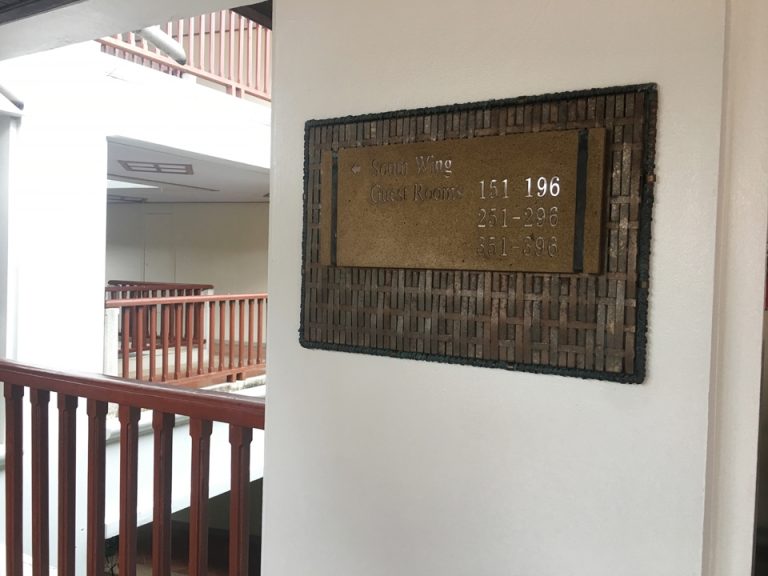 ← South Wing
Guest Rooms 151 196
251-296
351-396